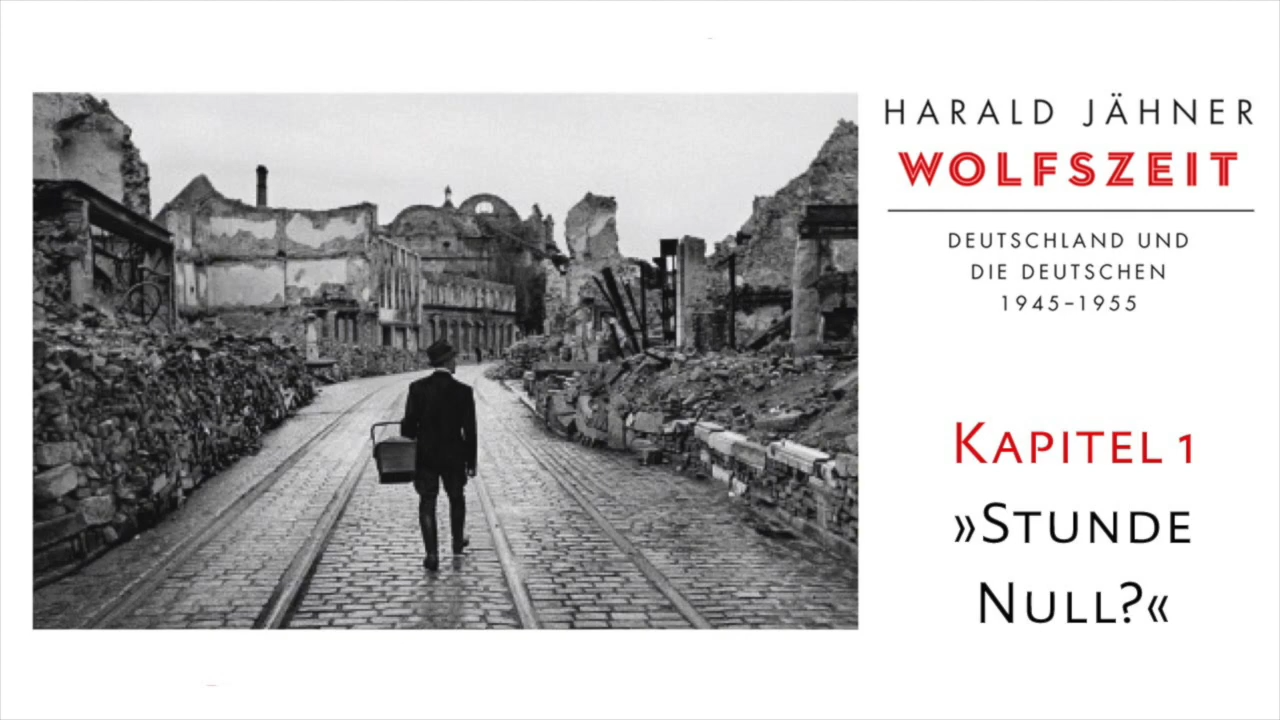 HARALD JÄHNER
WOLFSZEIT
DEUTSCHLAND UND
DIE DEUTSCHEN
1945–1955
KAPITEL 1
»STUNDE
NULL?«